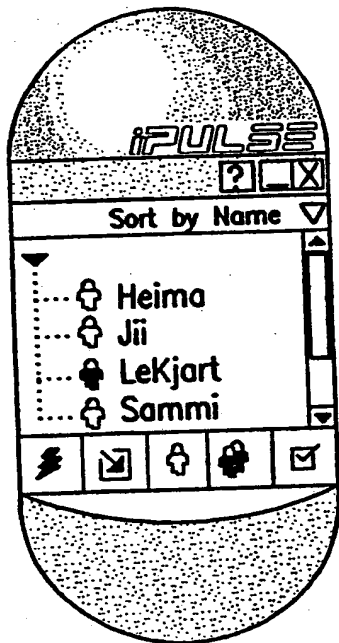 iPULSE
? _ X
Sort by Name
Heima
Jii
LeKjart
Sammi